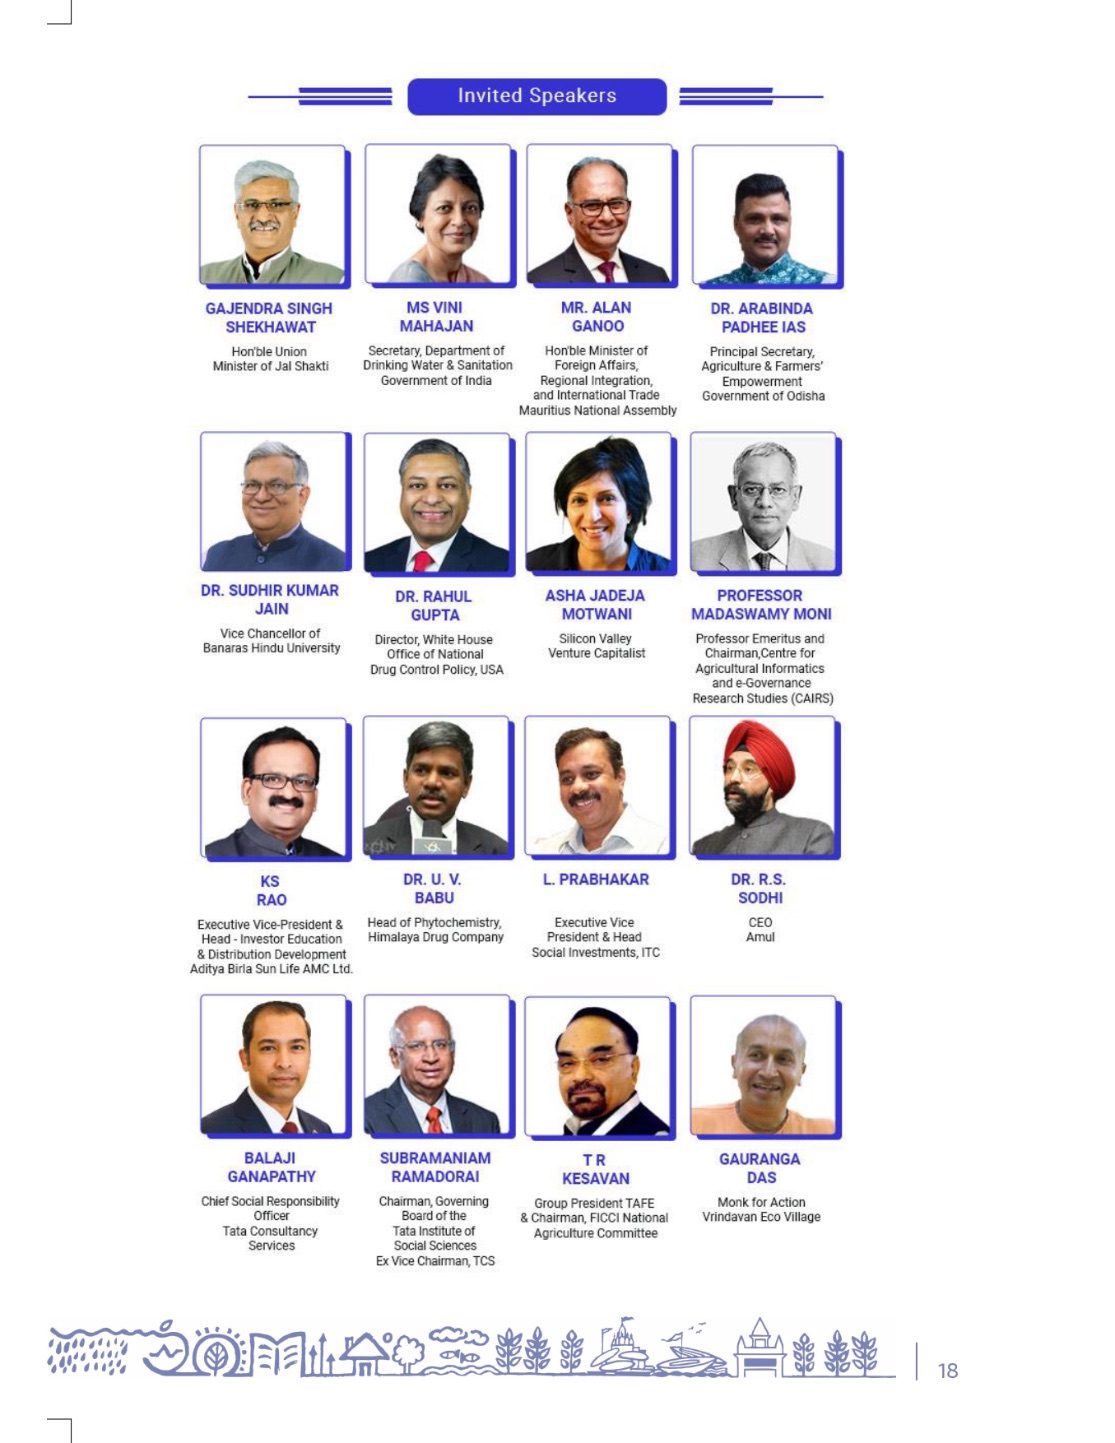 Invited Speakers
GAJENDRA SINGH
SHEKHAWAT
Hon'ble Union
Minister of Jal Shakti
MS VINI
MAHAJAN
Secretary, Department of
Drinking Water & Sanitation
Government of India
MR. ALAN
GANOO
Hon'ble Minister of
Foreign Affairs,
Regional Integration,
and International Trade
Mauritius National Assembly
DR. ARABINDA
PADHEE IAS
Principal Secretary,
Agriculture & Farmers'
Empowerment
Government of Odisha
DR. SUDHIR KUMAR
JAIN
Vice Chancellor of
Banaras Hindu University
DR. RAHUL
GUPTA
Director, White House
Office of National
Drug Control Policy, USA
ASHA JADEJA
MOTWANI
Silicon Valley
Venture Capitalist
PROFESSOR
MADASWAMY MONI
Professor Emeritus and
Chairman,Centre for
Agricultural Informatics
and e-Governance
Research Studies (CAIRS)
KS
RAO
Executive Vice-President &
Head - Investor Education
& Distribution Development
Aditya Birla Sun Life AMC Ltd.
DR. U. V.
BABU
Head of Phytochemistry,
Himalaya Drug Company
L. PRABHAKAR
Executive Vice
President & Head
Social Investments, ITC
DR. R.S.
SODHI
CEO
Amul
BALAJI
GANAPATHY
Chief Social Responsibility
Officer
Tata Consultancy
Services
SUBRAMANIAM
RAMADORAI
Chairman, Governing
Board of the
Tata Institute of
Social Sciences
Ex Vice Chairman, TCS
T R
KESAVAN
Group President TAFE
& Chairman, FICCI National
Agriculture Committee
GAURANGA
DAS
Monk for Action
Vrindavan Eco Village
18